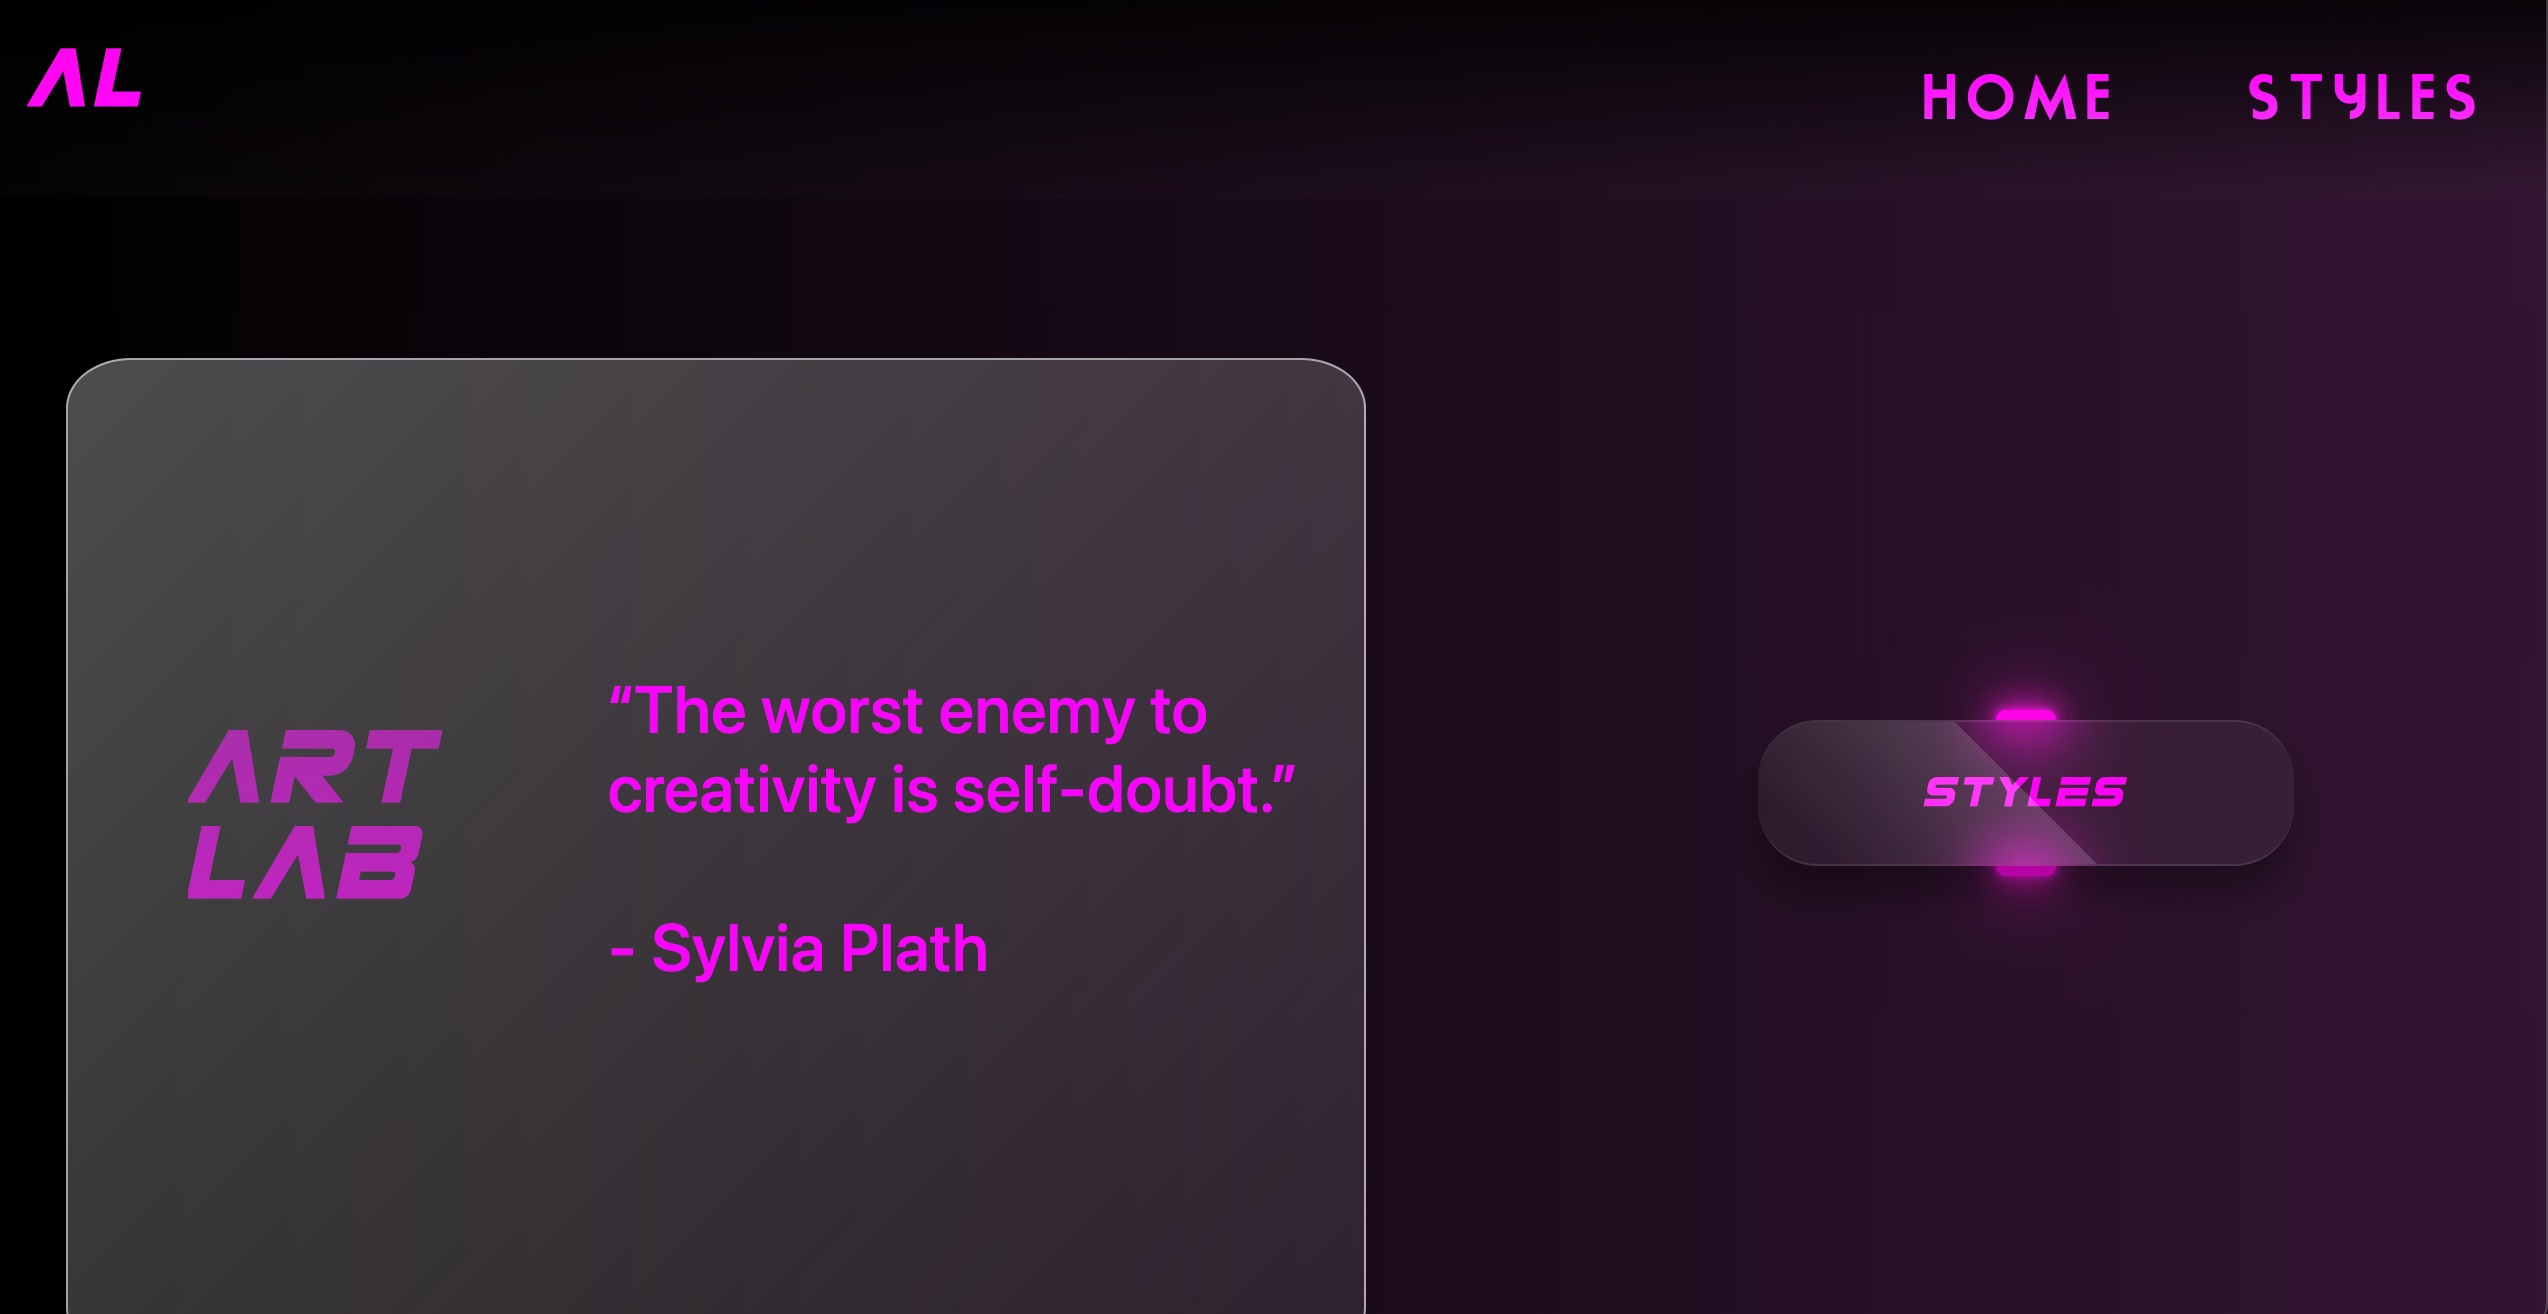 AL
HOME STYLES
ART
LAB
“The worst enemy to
creativity is self-doubt.”
- Sylvia Plath
STYLES